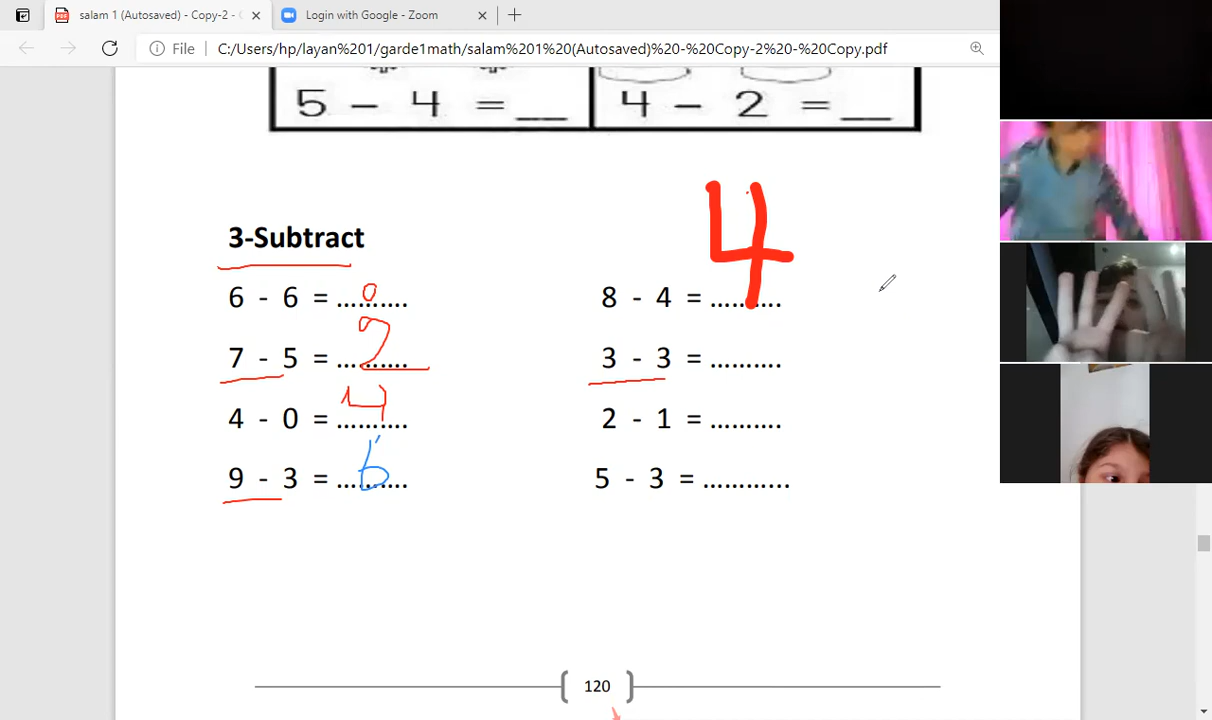 salam 1 (Autosaved) - Copy-2 -
Login with Google - Zoom
File C:/Users/hp/layan%201/garde1math/salam%201%20(Autosaved)%20-%20Copy-2%20-%20Copy.pdf
5 - 4 = __
4 - 2 = __
3-Subtract
6 - 6 = .......... 0
8 - 4 = .......... 4
7 - 5 = .......... 2
3 - 3 = ..........
4 - 0 = .......... 4
2 - 1 = ..........
9 - 3 = .......... 6
5 - 3 = ............
120